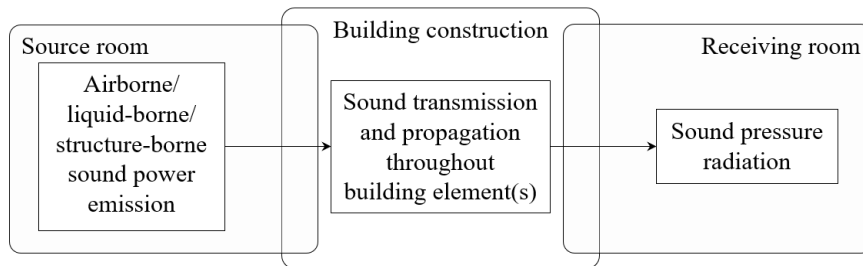 Source room
Airborne/
liquid-borne/
structure-borne
sound power
emission
Building construction
Sound transmission
and propagation
throughout
building element(s)
Receiving room
Sound pressure
radiation